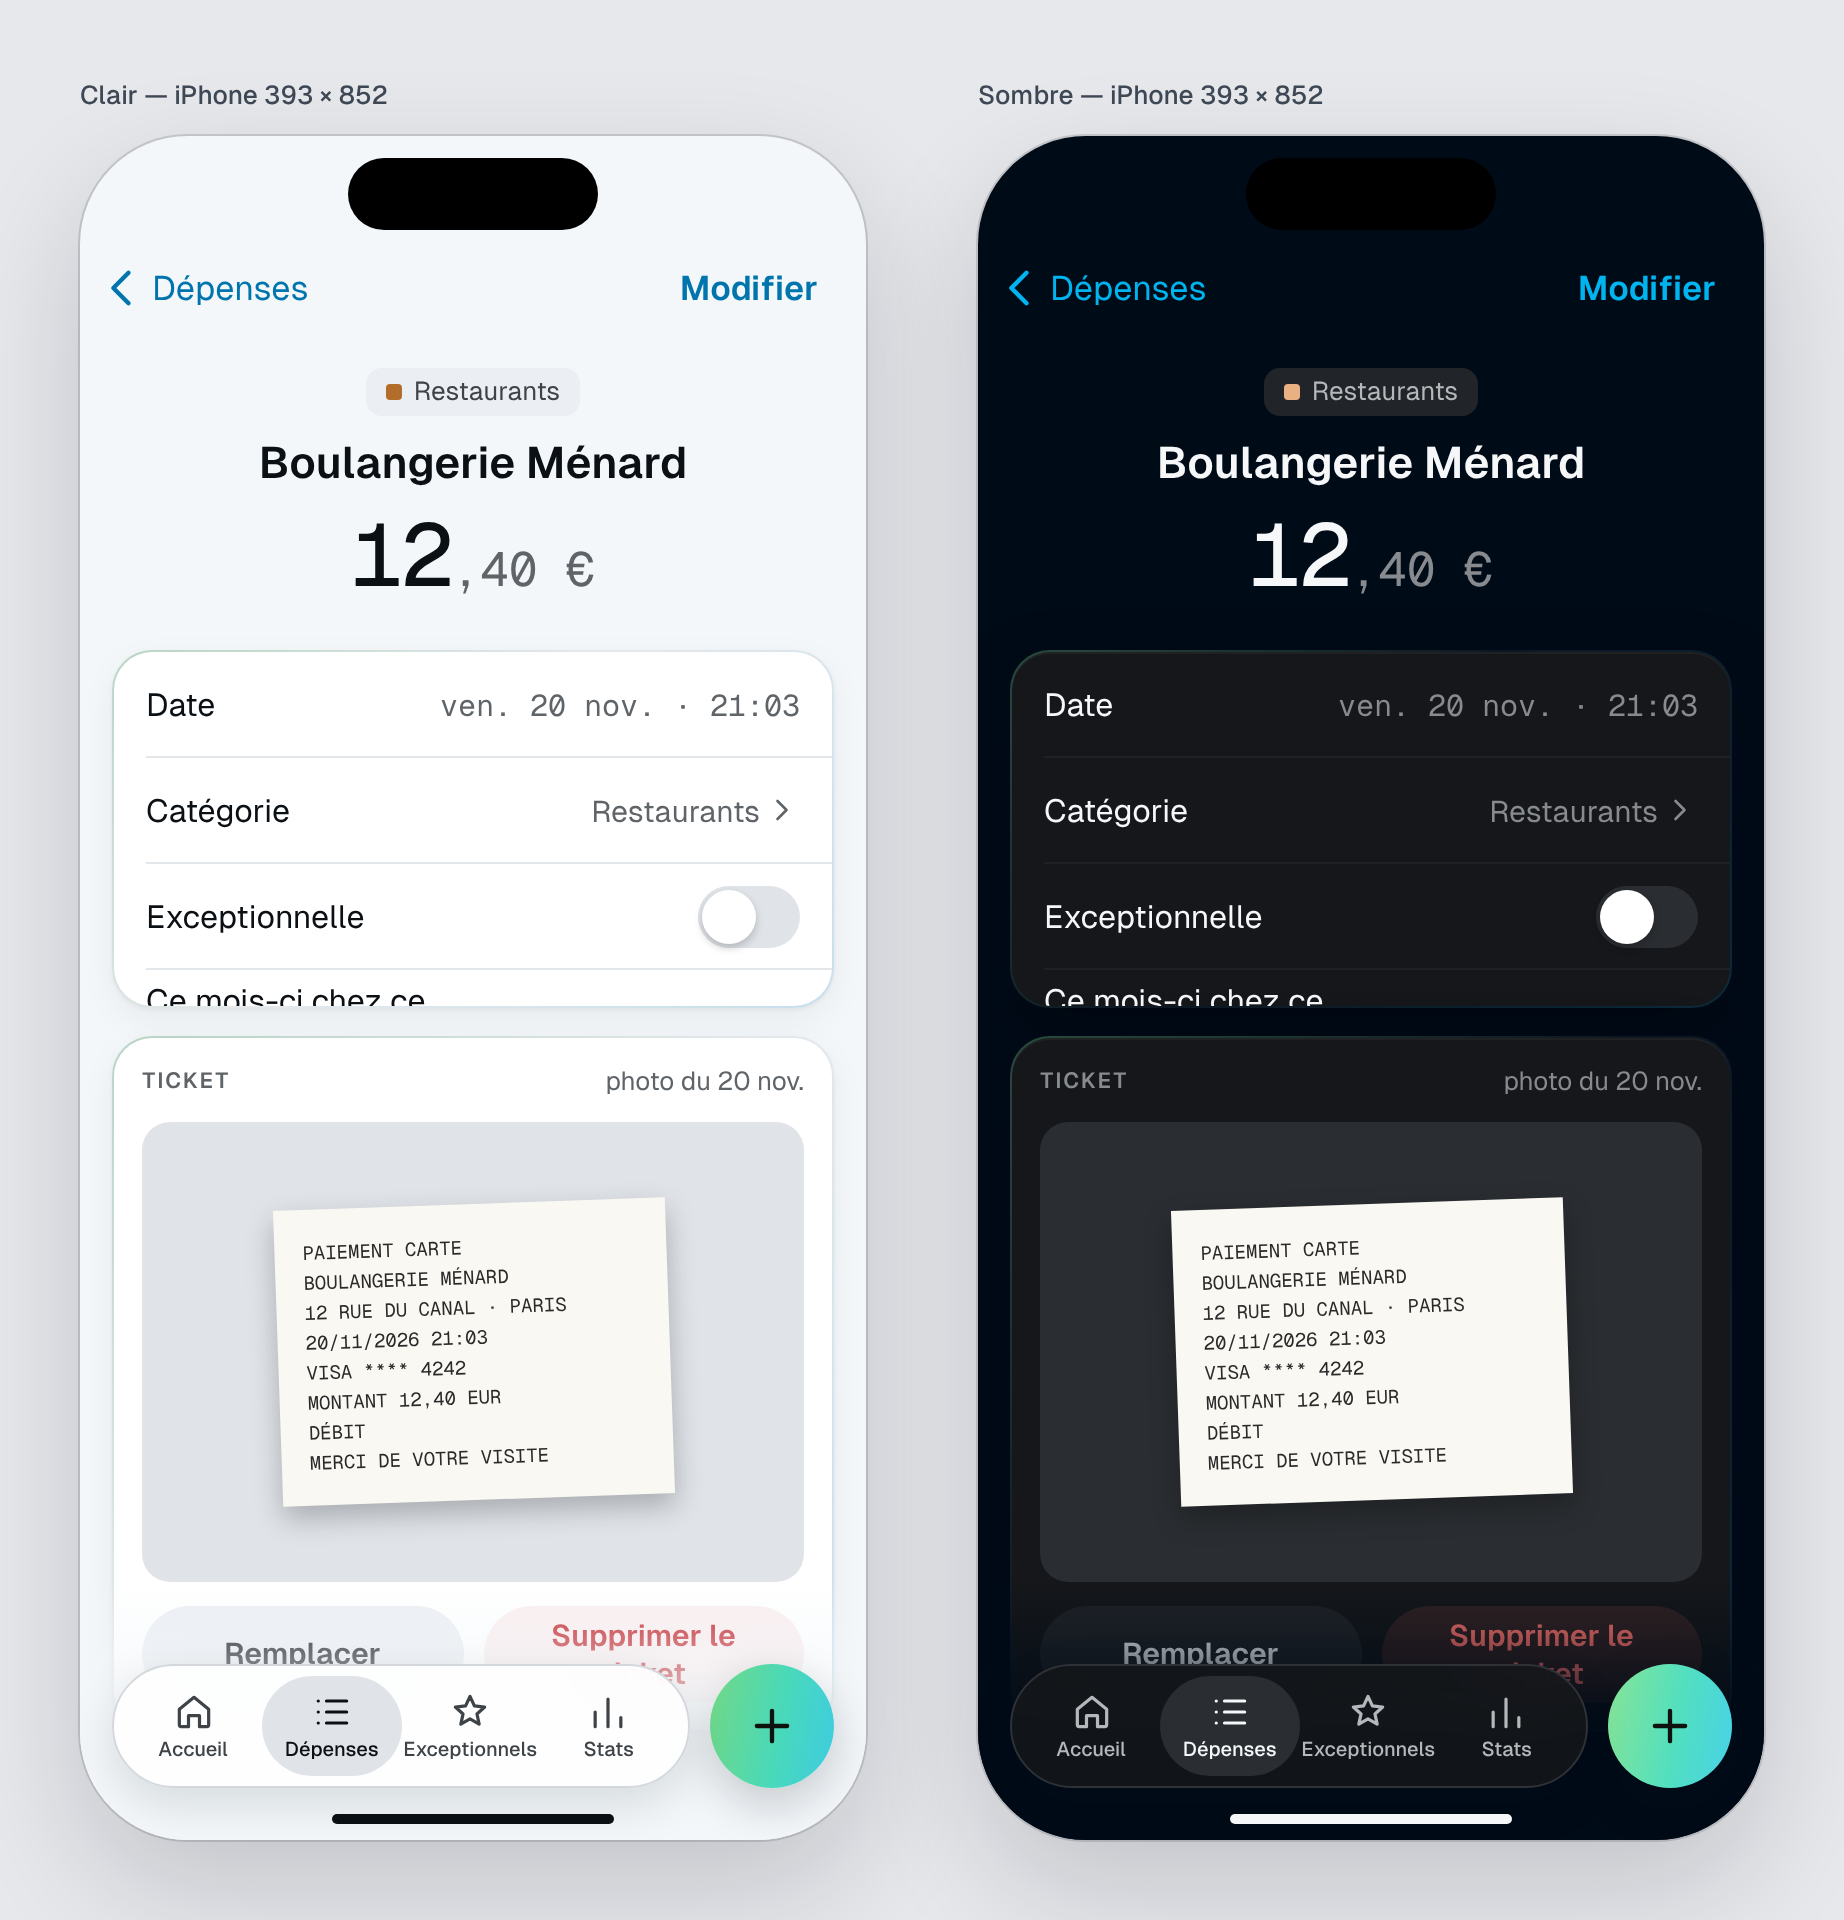 Clair — iPhone 393 × 852
Dépenses
Modifier
Restaurants
Boulangerie Ménard
12,40 €
Date
ven. 20 nov. · 21:03
Catégorie
Restaurants
Exceptionnelle
Ce mois-ci chez ce
TICKET
photo du 20 nov.
PAIEMENT CARTE
BOULANGERIE MÉNARD
12 RUE DU CANAL · PARIS
20/11/2026 21:03
VISA **** 4242
MONTANT 12,40 EUR
DÉBIT
MERCI DE VOTRE VISITE
Remplacer
Supprimer le
Accueil
Dépenses
Exceptionnels
Stats
Sombre — iPhone 393 × 852
Dépenses
Modifier
Restaurants
Boulangerie Ménard
12,40 €
Date
ven. 20 nov. · 21:03
Catégorie
Restaurants
Exceptionnelle
Ce mois-ci chez ce
TICKET
photo du 20 nov.
PAIEMENT CARTE
BOULANGERIE MÉNARD
12 RUE DU CANAL · PARIS
20/11/2026 21:03
VISA **** 4242
MONTANT 12,40 EUR
DÉBIT
MERCI DE VOTRE VISITE
Remplacer
Supprimer le
Accueil
Dépenses
Exceptionnels
Stats